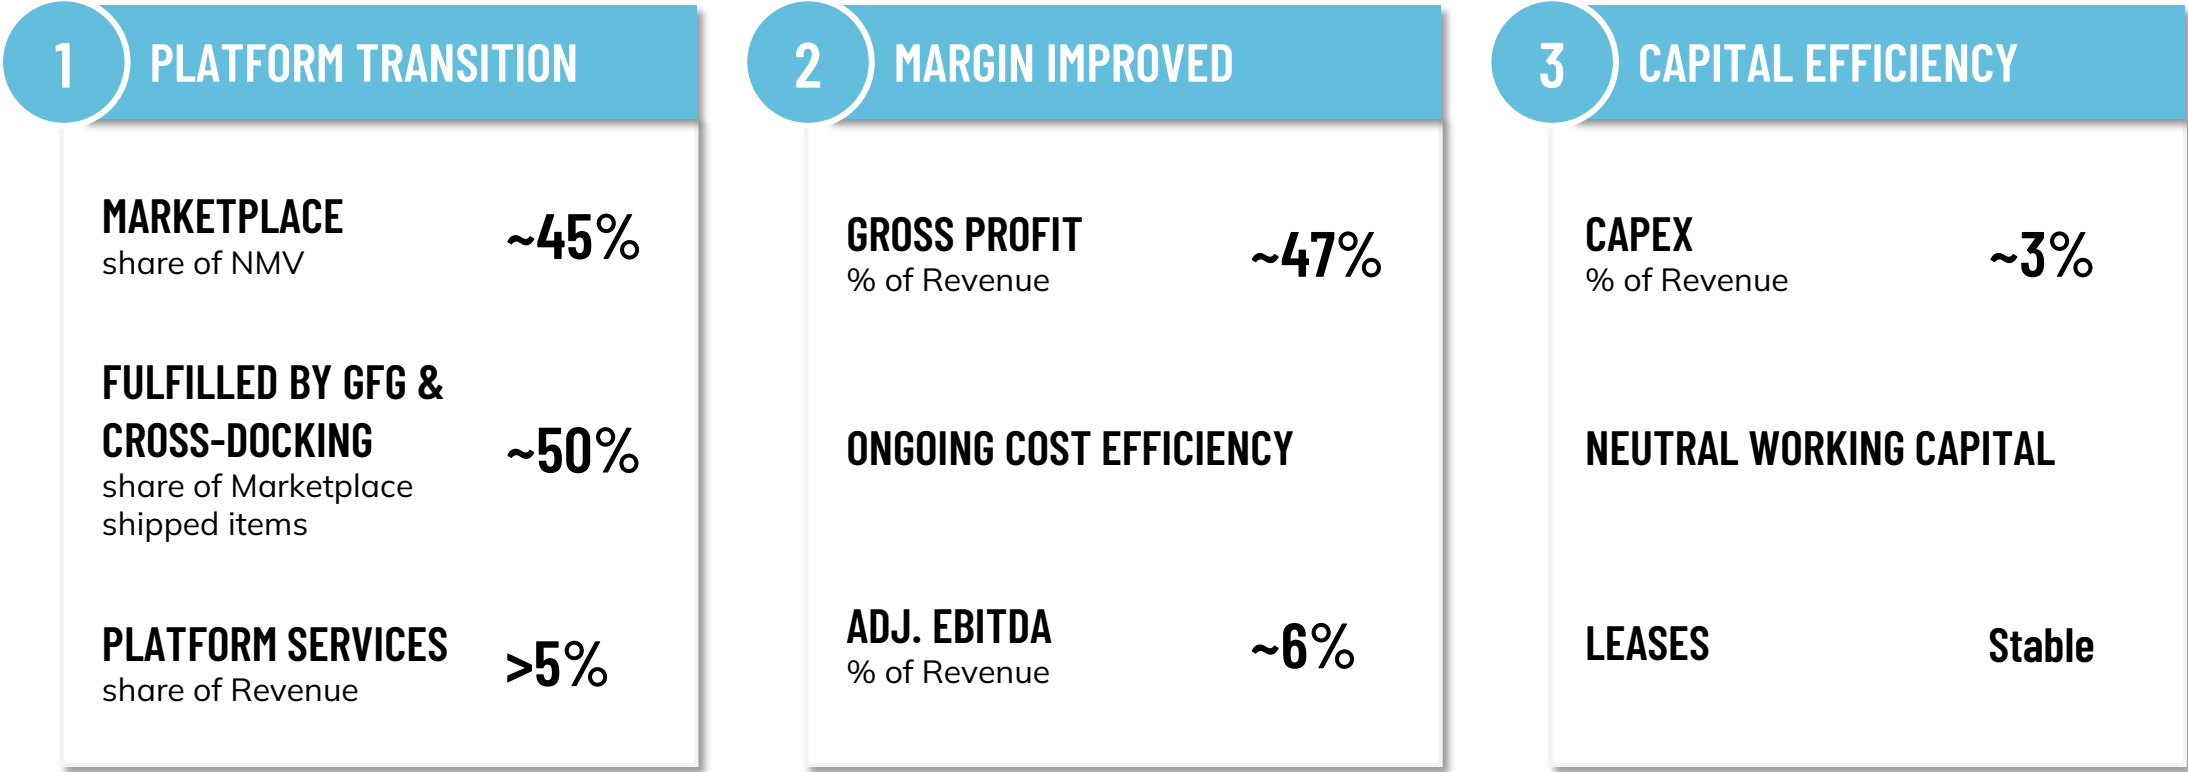 1 PLATFORM TRANSITION
MARKETPLACE
share of NMV
~45%
FULFILLED BY GFG &
CROSS-DOCKING
share of Marketplace
shipped items
~50%
PLATFORM SERVICES
share of Revenue
>5%
2 MARGIN IMPROVED
GROSS PROFIT
% of Revenue
~47%
ONGOING COST EFFICIENCY
ADJ. EBITDA
% of Revenue
~6%
3 CAPITAL EFFICIENCY
CAPEX
% of Revenue
~3%
NEUTRAL WORKING CAPITAL
LEASES
Stable